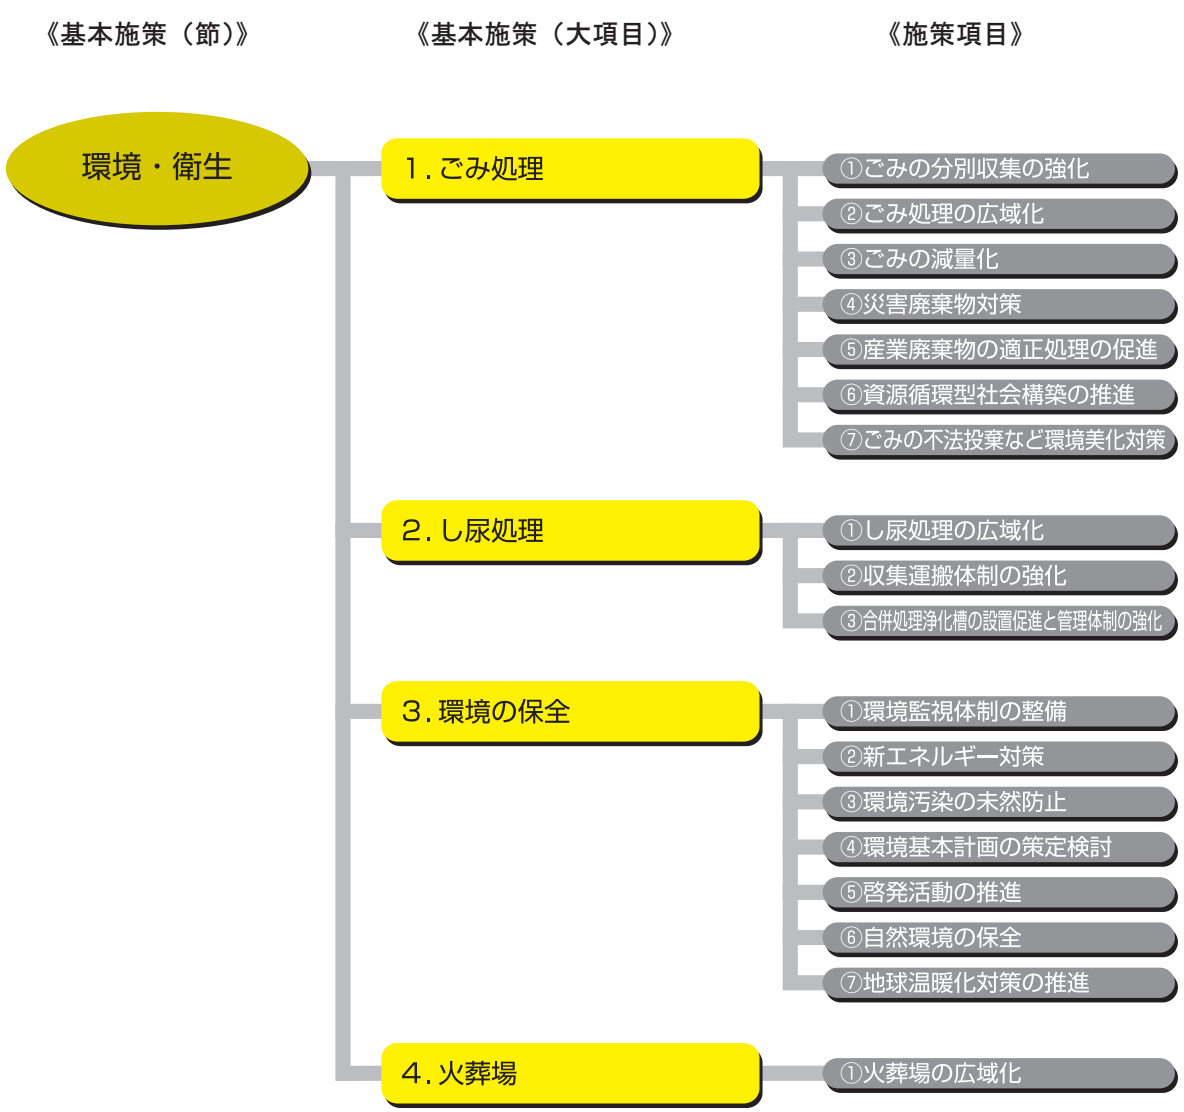 《基本施策（節）》
《基本施策（大項目）》
《施策項目》
環境・衛生
1. ごみ処理
①ごみの分別収集の強化
②ごみ処理の広域化
③ごみの減量化
④災害廃棄物対策
⑤産業廃棄物の適正処理の促進
⑥資源循環型社会構築の推進
⑦ごみの不法投棄など環境美化対策
2. し尿処理
①し尿処理の広域化
②収集運搬体制の強化
③合併処理浄化槽の設置促進と管理体制の強化
3. 環境の保全
①環境監視体制の整備
②新エネルギー対策
③環境汚染の未然防止
④環境基本計画の策定検討
⑤啓発活動の推進
⑥自然環境の保全
⑦地球温暖化対策の推進
4. 火葬場
①火葬場の広域化